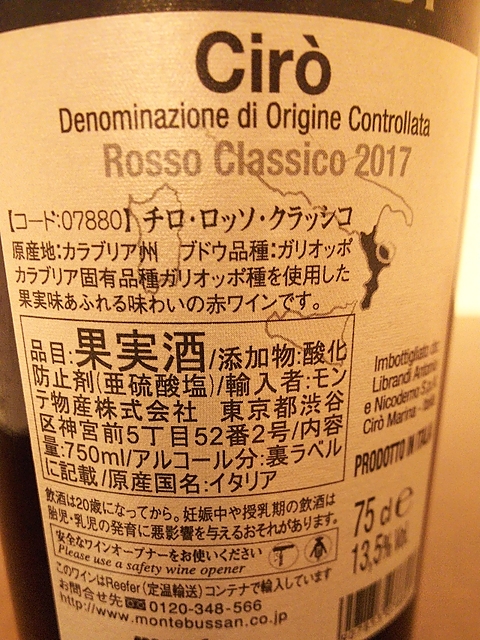 Cirò
Denominazione di Origine Controllata
Rosso Classico 2017
【コード:07880】チロ・ロッソ・クラッシコ
原産地:カラブリア州 ブドウ品種:ガリオッポ
カラブリア固有品種ガリオッポ種を使用した
果実味あふれる味わいの赤ワインです。
品目:果実酒/添加物:酸化
防止剤(亜硫酸塩)/輸入者:モン
テ物産株式会社 東京都渋谷
区神宮前5丁目52番2号/内容
量:750ml/アルコール分:裏ラベル
に記載/原産国名:イタリア
Imbottigliato da:
Librandi Antonio
e Nicodemo S.p.A.
Cirò Marina - Italia
PRODOTTO IN ITALIA
飲酒は20歳になってから。妊娠中や授乳期の飲酒は
胎児・乳児の発育に悪影響を与えるおそれがあります。
安全なワインオープナーをお使いください
Please use a safety wine opener
このワインはReefer(定温輸送)コンテナで輸入しています
お問合せ先 0120-348-566
http://www.montebussan.co.jp
75 cl e
13,5% Vol.